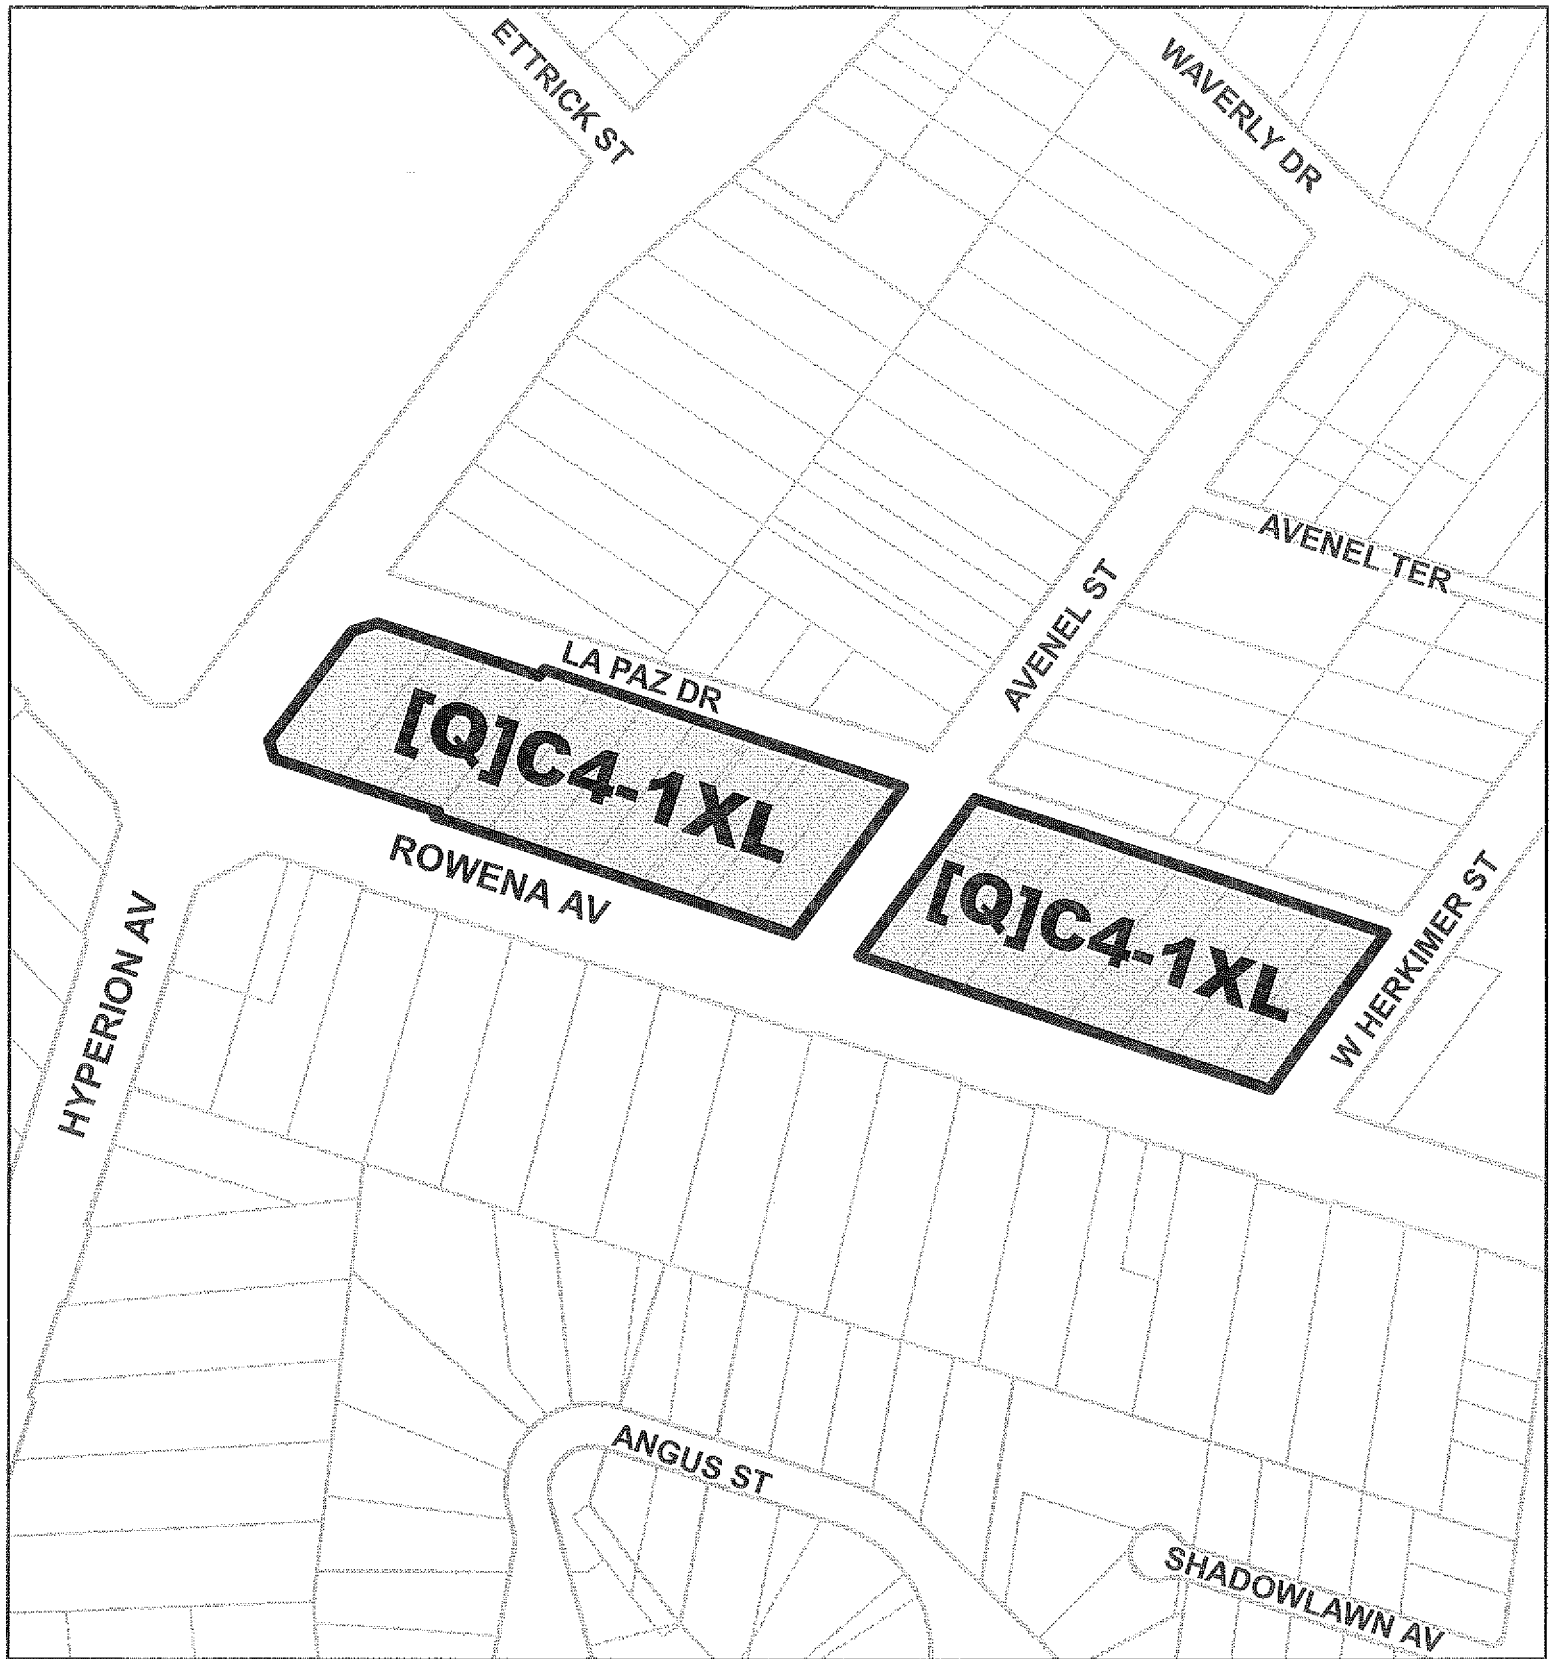 ETTRICK ST
WAVERLY DR
AVENEL TER
AVENEL ST
LA PAZ DR
[Q]C4-1XL
ROWENA AV
[Q]C4-1XL
W HERKIMER ST
HYPERION AV
ANGUS ST
SHADOWLAWN AV